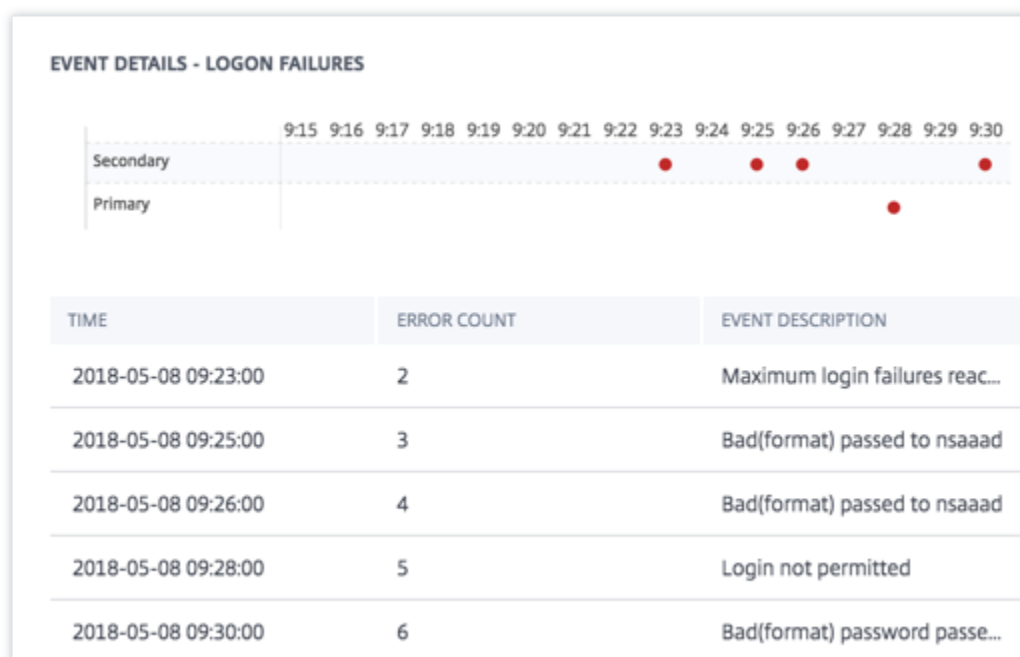 EVENT DETAILS - LOGON FAILURES
9:15 9:16 9:17 9:18 9:19 9:20 9:21 9:22 9:23 9:24 9:25 9:26 9:27 9:28 9:29 9:30
Secondary
Primary
TIME ERROR COUNT EVENT DESCRIPTION
2018-05-08 09:23:00 2 Maximum login failures reac...
2018-05-08 09:25:00 3 Bad(format) passed to nsaaad
2018-05-08 09:26:00 4 Bad(format) passed to nsaaad
2018-05-08 09:28:00 5 Login not permitted
2018-05-08 09:30:00 6 Bad(format) password passe...